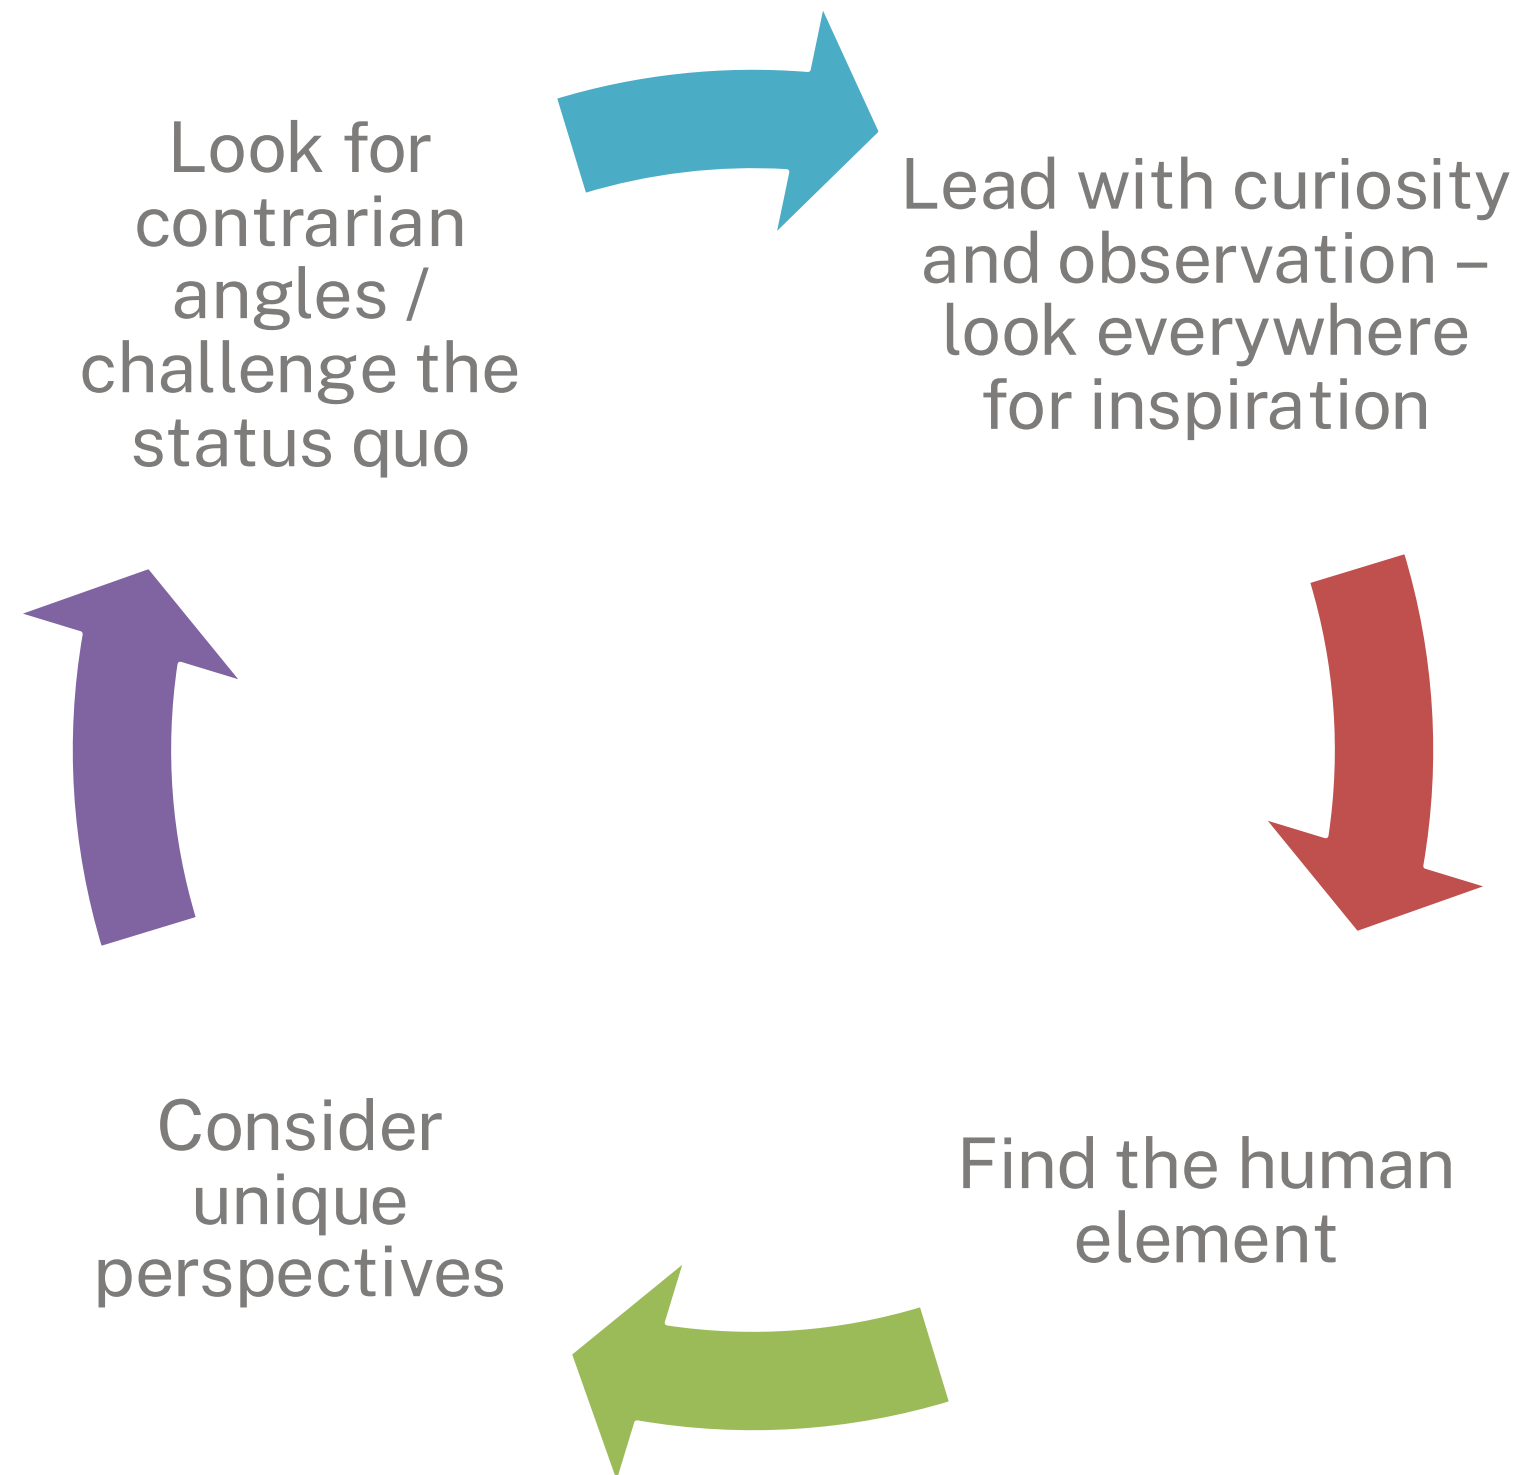 Look for
contrarian
angles /
challenge the
status quo
Lead with curiosity
and observation –
look everywhere
for inspiration
Find the human
element
Consider
unique
perspectives